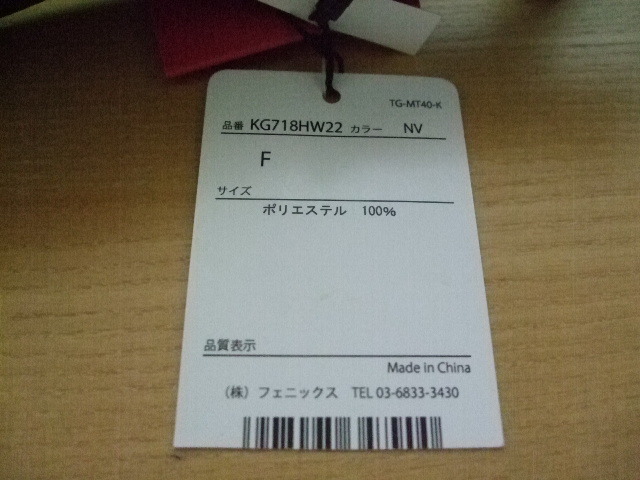 TG-MT40-K
品番 KG718HW22 カラー NV
F
サイズ
ポリエステル 100%
品質表示
Made in China
（株）フェニックス TEL 03-6833-3430